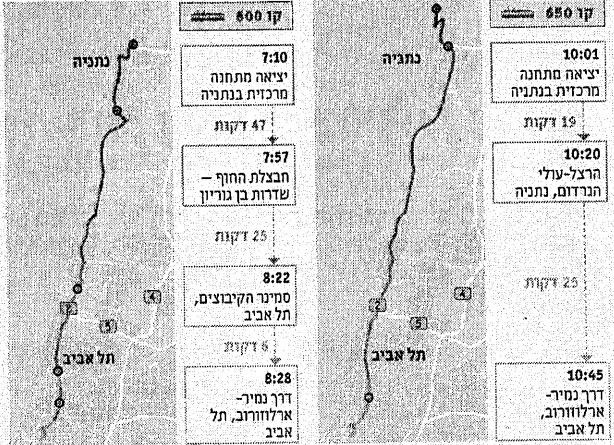 קו 600
7:10
יציאה מתחנה
מרכזית בנתניה
47 דקות
7:57
חבצלת החוף –
שדרות בן גוריון
25 דקות
8:22
סמינר הקיבוצים,
תל אביב
6 דקות
8:28
דרך נמיר-
ארלוזורוב, תל
אביב
נתניה
2
4
5
תל אביב
קו 650
10:01
יציאה מתחנה
מרכזית בנתניה
19 דקות
10:20
הרצל-עולי
הגרדום, נתניה
25 דקות
10:45
דרך נמיר-
ארלוזורוב,
תל אביב
נתניה
2
4
5
תל אביב